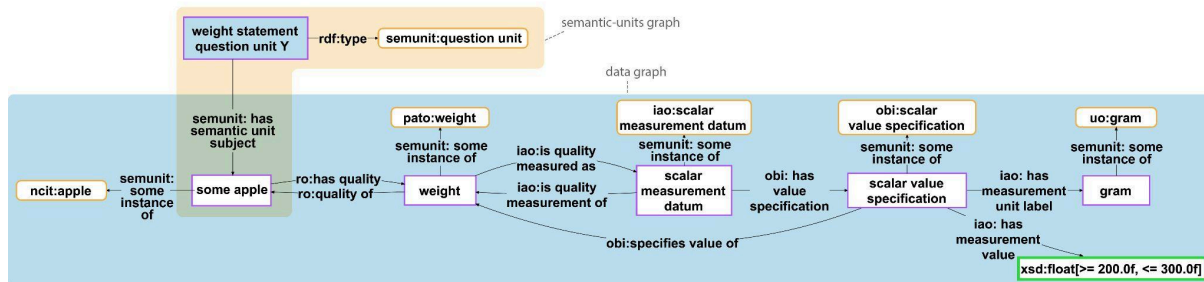 semantic-units graph
weight statement
question unit Y
rdf:type
semunit:question unit
data graph
semunit: has
semantic unit
subject
pato:weight
iao:scalar
measurement datum
obi:scalar
value specification
uo:gram
semunit: some
instance of
semunit: some
instance of
semunit: some
instance of
semunit: some
instance of
ncit:apple
semunit:
some
instance
of
some apple
ro:has quality
ro:quality of
weight
iao:is quality
measured as
iao:is quality
measurement of
scalar
measurement
datum
obi: has
value
specification
scalar value
specification
iao: has
measurement
unit label
gram
obi:specifies value of
iao: has
measurement
value
xsd:float[>= 200.0f, <= 300.0f]